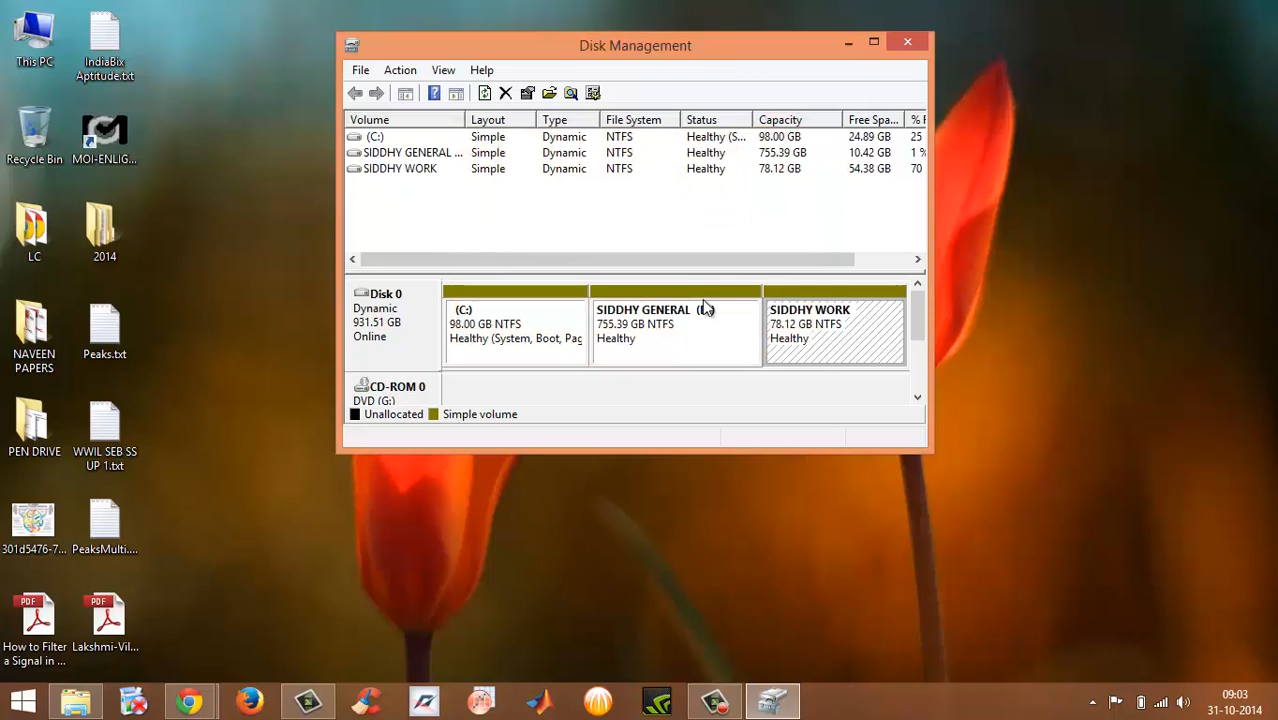 This PC
IndiaBix
Aptitude.txt
Recycle Bin
MOI-ENLIG...
LC
2014
NAVEEN
PAPERS
Peaks.txt
PEN DRIVE
WWIL SEB SS
UP 1.txt
301d5476-7...
PeaksMulti....
PDF
PDF
How to Filter
a Signal in ...
Lakshmi-Vil...
Disk Management
File Action View Help
Volume Layout Type File System Status Capacity Free Spa... % F
(C:) Simple Dynamic NTFS Healthy (S... 98.00 GB 24.89 GB 25
SIDDHY GENERAL ... Simple Dynamic NTFS Healthy 755.39 GB 10.42 GB 1 %
SIDDHY WORK Simple Dynamic NTFS Healthy 78.12 GB 54.38 GB 70
Disk 0
Dynamic
931.51 GB
Online
(C:)
98.00 GB NTFS
Healthy (System, Boot, Pag
SIDDHY GENERAL
755.39 GB NTFS
Healthy
SIDDHY WORK
78.12 GB NTFS
Healthy
CD-ROM 0
DVD (G:)
Unallocated Simple volume
09:03
31-10-2014